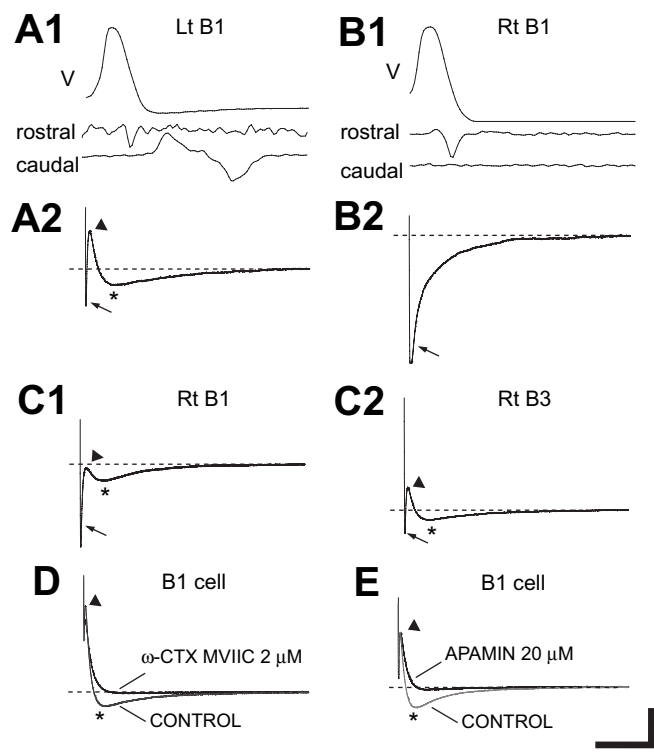 A1 Lt B1
V
rostral
caudal
B1 Rt B1
V
rostral
caudal
A2
*
B2
C1 Rt B1
*
C2 Rt B3
*
D B1 cell
ω-CTX MVIIC 2 μM
* CONTROL
E B1 cell
APAMIN 20 μM
* CONTROL